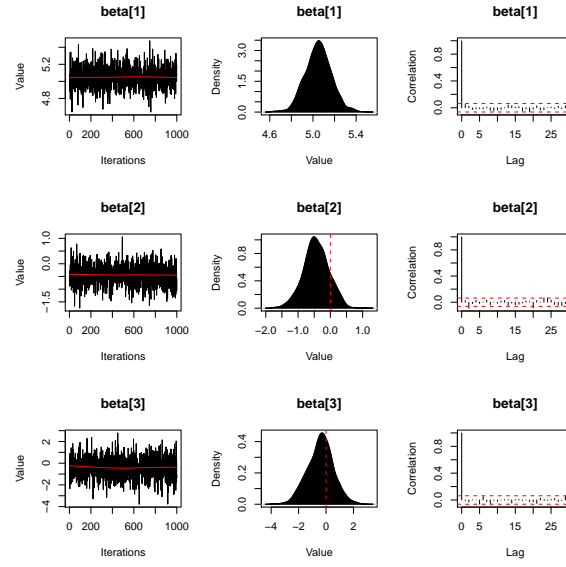 beta[1] beta[1] beta[1]
Value 4.8 5.2
0 200 600 1000
Iterations
Density 0.0 1.5 3.0
4.6 5.0 5.4
Value
Correlation 0.0 0.4 0.8
0 5 15 25
Lag
beta[2] beta[2] beta[2]
Value −1.5 0.0 1.0
0 200 600 1000
Iterations
Density 0.0 0.4 0.8
−2.0 −1.0 0.0 1.0
Value
Correlation 0.0 0.4 0.8
0 5 15 25
Lag
beta[3] beta[3] beta[3]
Value −4 −2 0 2
0 200 600 1000
Iterations
Density 0.0 0.2 0.4
−4 −2 0 2
Value
Correlation 0.0 0.4 0.8
0 5 15 25
Lag